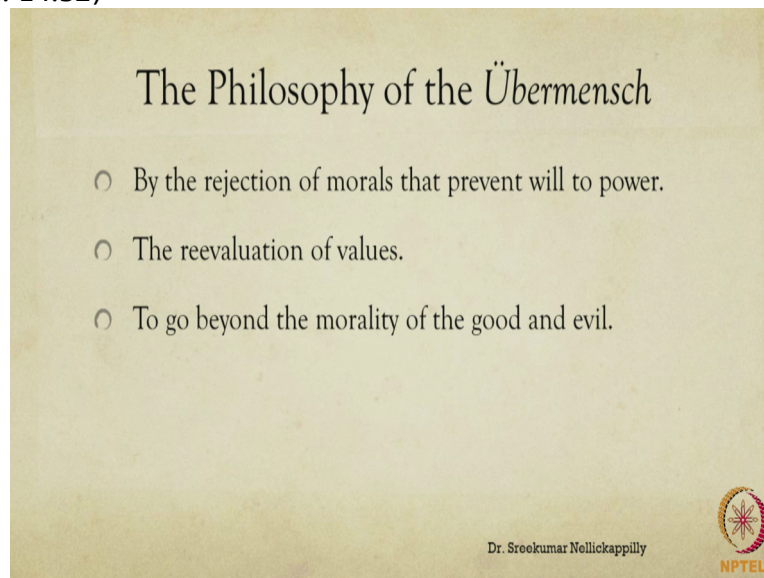 The Philosophy of the Übermensch
By the rejection of morals that prevent will to power.
The reevaluation of values.
To go beyond the morality of the good and evil.
Dr. Sreekumar Nellickappilly
NPTEL